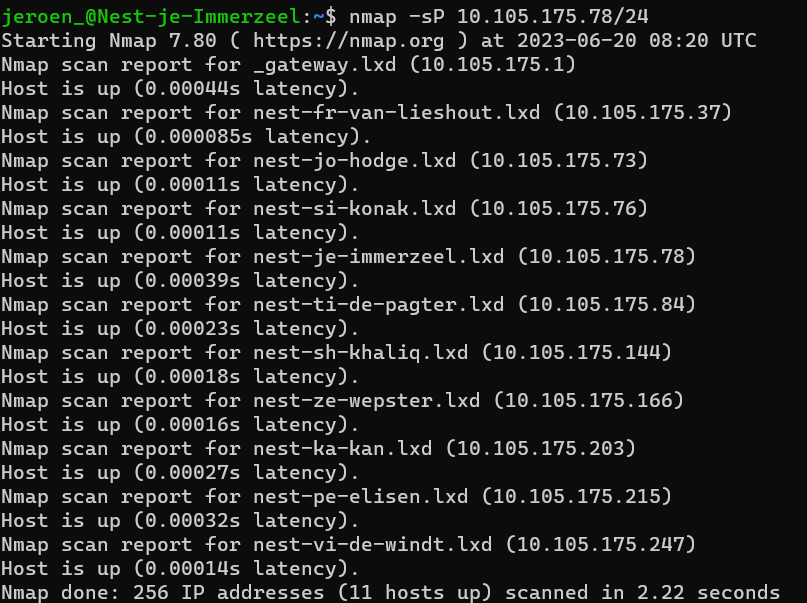 jeroen_@Nest-je-Immerzeel:~$ nmap -sP 10.105.175.78/24
Starting Nmap 7.80 ( https://nmap.org ) at 2023-06-20 08:20 UTC
Nmap scan report for _gateway.lxd (10.105.175.1)
Host is up (0.00044s latency).
Nmap scan report for nest-fr-van-lieshout.lxd (10.105.175.37)
Host is up (0.000085s latency).
Nmap scan report for nest-jo-hodge.lxd (10.105.175.73)
Host is up (0.00011s latency).
Nmap scan report for nest-si-konak.lxd (10.105.175.76)
Host is up (0.00011s latency).
Nmap scan report for nest-je-immerzeel.lxd (10.105.175.78)
Host is up (0.00039s latency).
Nmap scan report for nest-ti-de-pagter.lxd (10.105.175.84)
Host is up (0.00023s latency).
Nmap scan report for nest-sh-khaliq.lxd (10.105.175.144)
Host is up (0.00018s latency).
Nmap scan report for nest-ze-wepster.lxd (10.105.175.166)
Host is up (0.00016s latency).
Nmap scan report for nest-ka-kan.lxd (10.105.175.203)
Host is up (0.00027s latency).
Nmap scan report for nest-pe-elisen.lxd (10.105.175.215)
Host is up (0.00032s latency).
Nmap scan report for nest-vi-de-windt.lxd (10.105.175.247)
Host is up (0.00014s latency).
Nmap done: 256 IP addresses (11 hosts up) scanned in 2.22 seconds